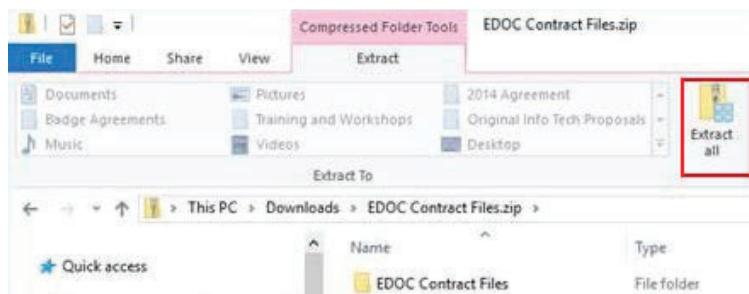 Compressed Folder Tools EDOC Contract Files.zip
File Home Share View Extract
Documents Pictures 2014 Agreement
Badge Agreements Training and Workshops Original Info Tech Proposals
Music Videos Desktop
Extract all
Extract To
> This PC > Downloads > EDOC Contract Files.zip >
Name Type
Quick access
EDOC Contract Files File folder